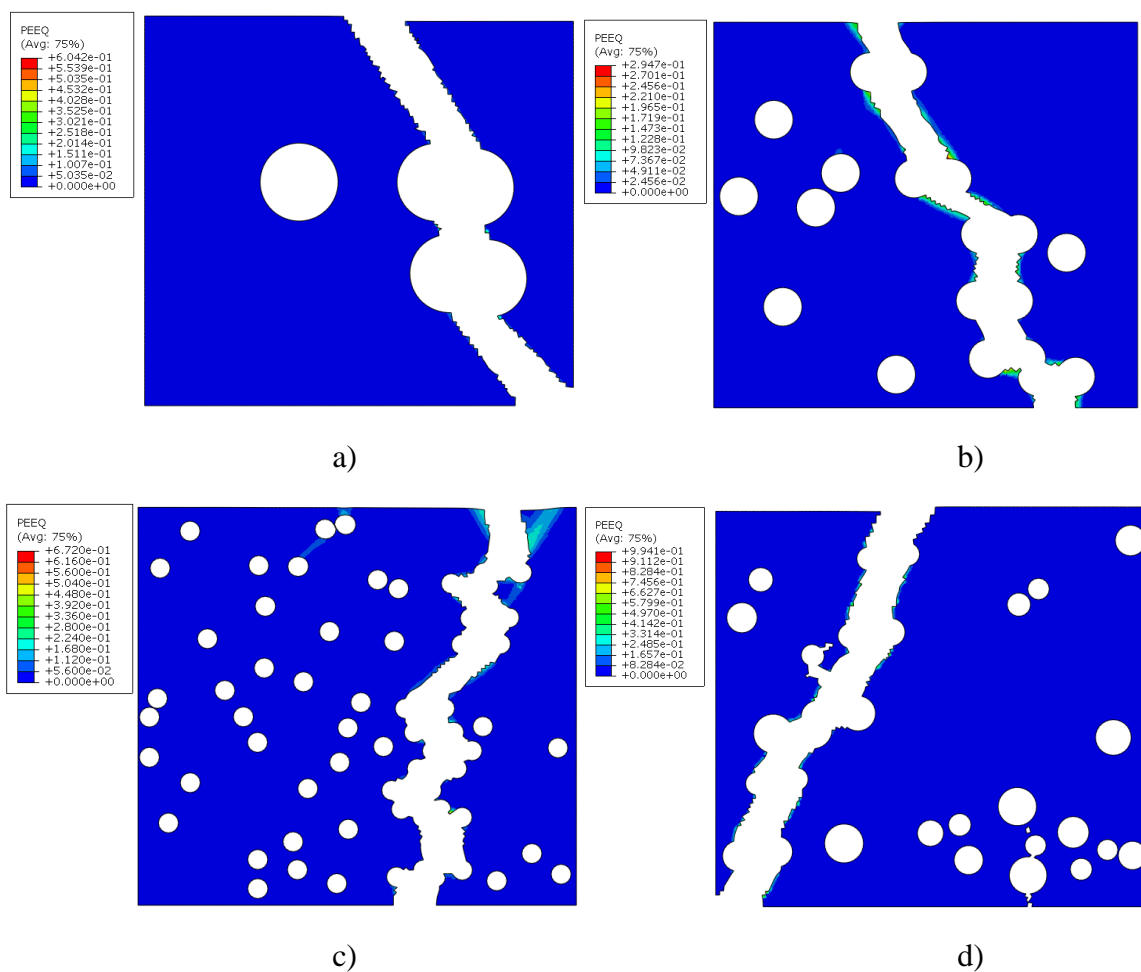 PEEQ
(Avg: 75%)
+6.042e-01
+5.539e-01
+5.035e-01
+4.532e-01
+4.028e-01
+3.525e-01
+3.021e-01
+2.518e-01
+2.014e-01
+1.511e-01
+1.007e-01
+5.035e-02
+0.000e+00
a)
PEEQ
(Avg: 75%)
+2.947e-01
+2.701e-01
+2.456e-01
+2.210e-01
+1.965e-01
+1.719e-01
+1.473e-01
+1.228e-01
+9.823e-02
+7.367e-02
+4.911e-02
+2.456e-02
+0.000e+00
b)
PEEQ
(Avg: 75%)
+6.720e-01
+6.160e-01
+5.600e-01
+5.040e-01
+4.480e-01
+3.920e-01
+3.360e-01
+2.800e-01
+2.240e-01
+1.680e-01
+1.120e-01
+5.600e-02
+0.000e+00
c)
PEEQ
(Avg: 75%)
+9.941e-01
+9.112e-01
+8.284e-01
+7.456e-01
+6.627e-01
+5.799e-01
+4.970e-01
+4.142e-01
+3.314e-01
+2.485e-01
+1.657e-01
+8.284e-02
+0.000e+00
d)